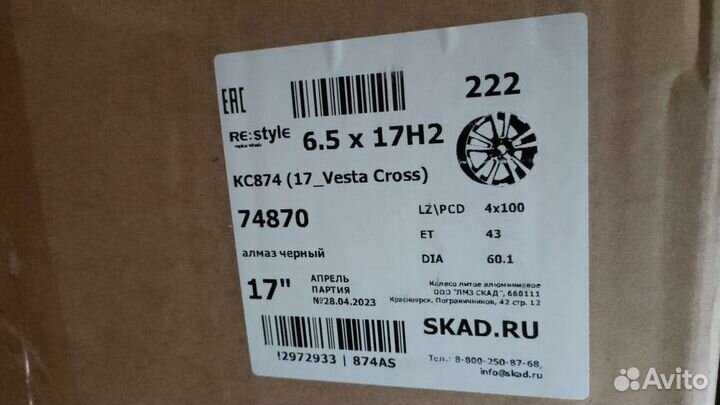 EAC
222
RE:style
replica wheels
6.5 x 17H2
КС874 (17_Vesta Cross)
74870
LZ\PCD 4x100
ET 43
DIA 60.1
алмаз черный
17"
АПРЕЛЬ
ПАРТИЯ
№28.04.2023
Колесо литое алюминиевое
ООО "ЛМЗ СКАД", 660111
Красноярск, Пограничников, 42 стр. 12
SKAD.RU
!2972933 | 874AS
Тел.: 8-800-250-87-68,
info@skad.ru
Avito